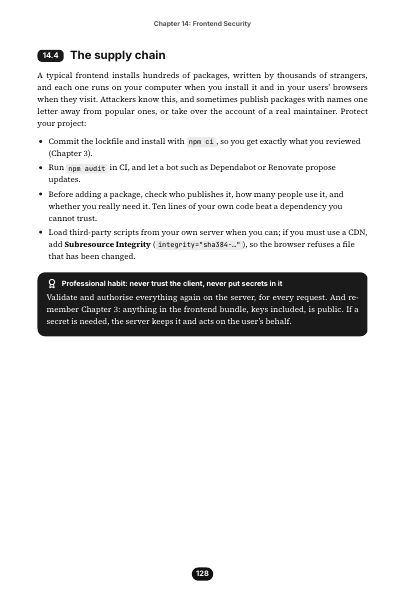 Chapter 14: Frontend Security
14.4 The supply chain
A typical frontend installs hundreds of packages, written by thousands of strangers,
and each one runs on your computer when you install it and in your users’ browsers
when they visit. Attackers know this, and sometimes publish packages with names one
letter away from popular ones, or take over the account of a real maintainer. Protect
your project:
• Commit the lockfile and install with npm ci, so you get exactly what you reviewed
(Chapter 3).
• Run npm audit in CI, and let a bot such as Dependabot or Renovate propose
updates.
• Before adding a package, check who publishes it, how many people use it, and
whether you really need it. Ten lines of your own code beat a dependency you
cannot trust.
• Load third-party scripts from your own server when you can; if you must use a CDN,
add Subresource Integrity (integrity="sha384-…"), so the browser refuses a file
that has been changed.
Professional habit: never trust the client, never put secrets in it
Validate and authorise everything again on the server, for every request. And re-
member Chapter 3: anything in the frontend bundle, keys included, is public. If a
secret is needed, the server keeps it and acts on the user’s behalf.
128